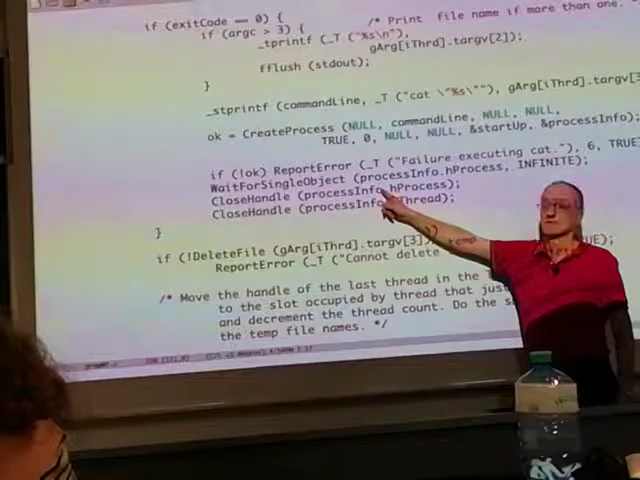 if (exitCode == 0) {
if (argc > 3) { /* Print file name if more than one.
_tprintf (_T ("%s\n"),
gArg[iThrd].targv[2]);
fflush (stdout);
}
_stprintf (commandLine, _T ("cat \"%s\""), gArg[iThrd].targv[3
ok = CreateProcess (NULL, commandLine, NULL, NULL,
TRUE, 0, NULL, NULL, &startUp, &processInfo);
if (!ok) ReportError (_T ("Failure executing cat."), 6, TRUE
WaitForSingleObject (processInfo.hProcess, INFINITE);
CloseHandle (processInfo.hProcess);
CloseHandle (processInfo.hThread);
}
if (!DeleteFile (gArg[iThrd].targv[3])
ReportError (_T ("Cannot delete temp
/* Move the handle of the last thread in the
to the slot occupied by thread that just
and decrement the thread count. Do the
the temp file names. */